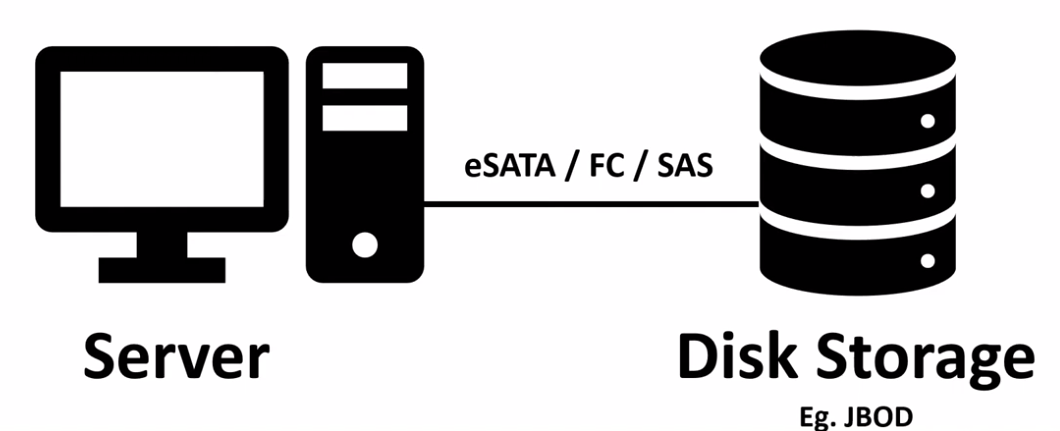 eSATA / FC / SAS
Server
Disk Storage
Eg. JBOD